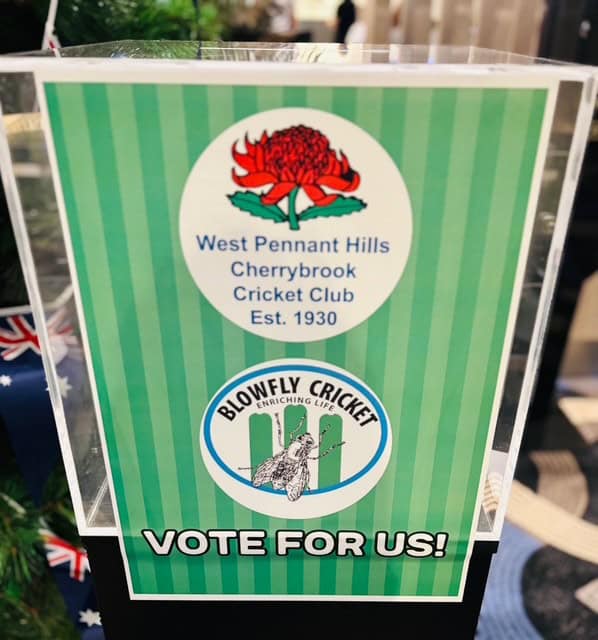 West Pennant Hills
Cherrybrook
Cricket Club
Est. 1930
BLOWFLY CRICKET
ENRICHING LIFE
VOTE FOR US!